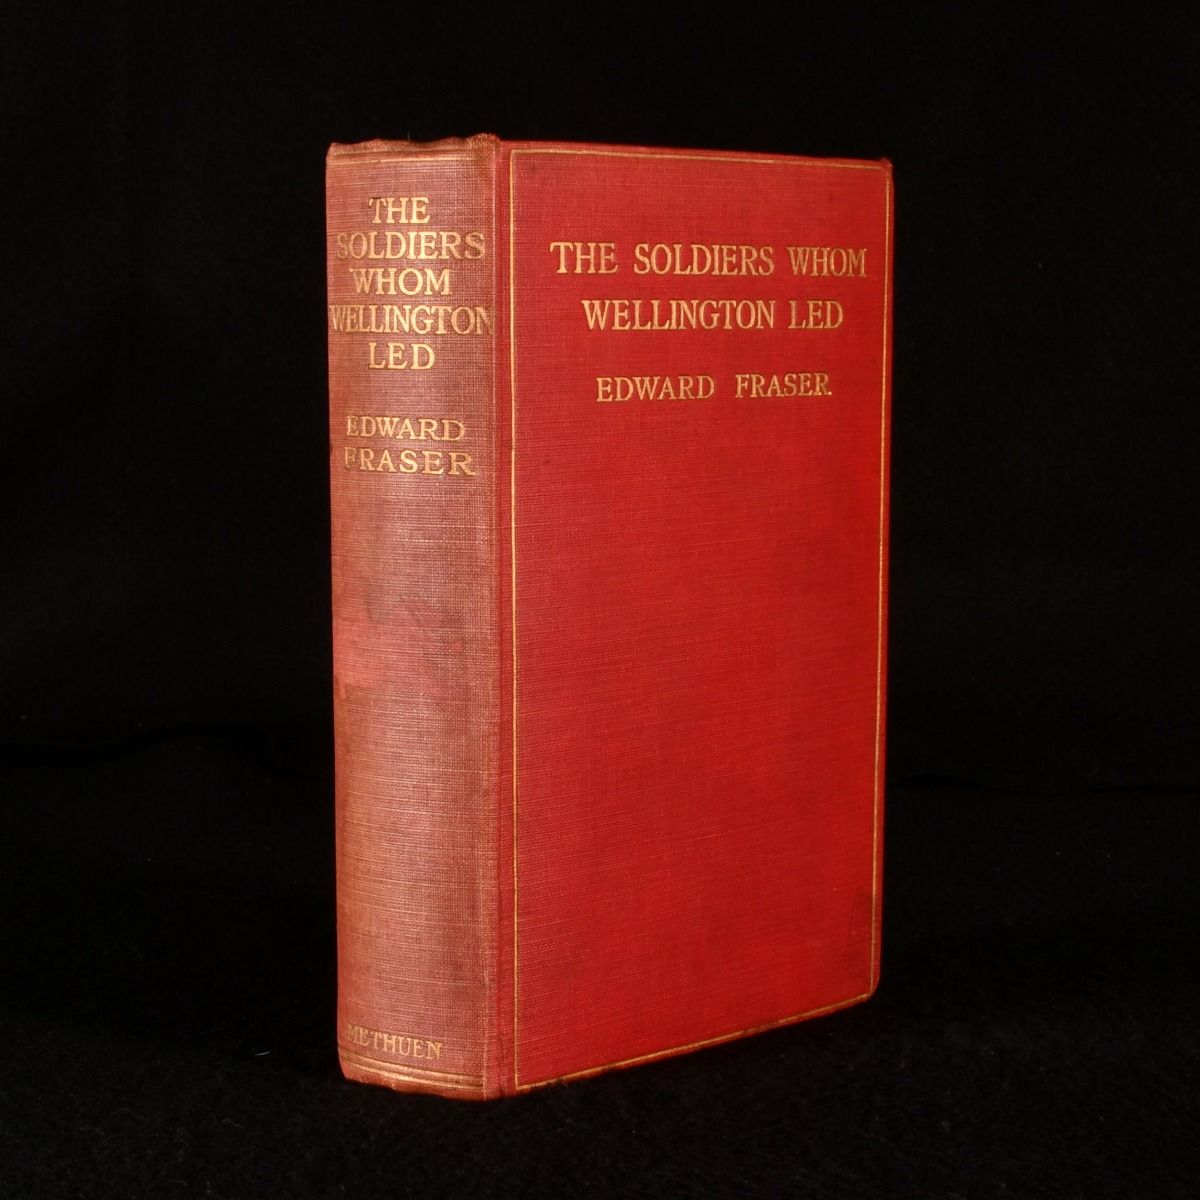 THE
SOLDIERS
WHOM
WELLINGTON
LED
EDWARD
FRASER
METHUEN
THE SOLDIERS WHOM
WELLINGTON LED
EDWARD FRASER